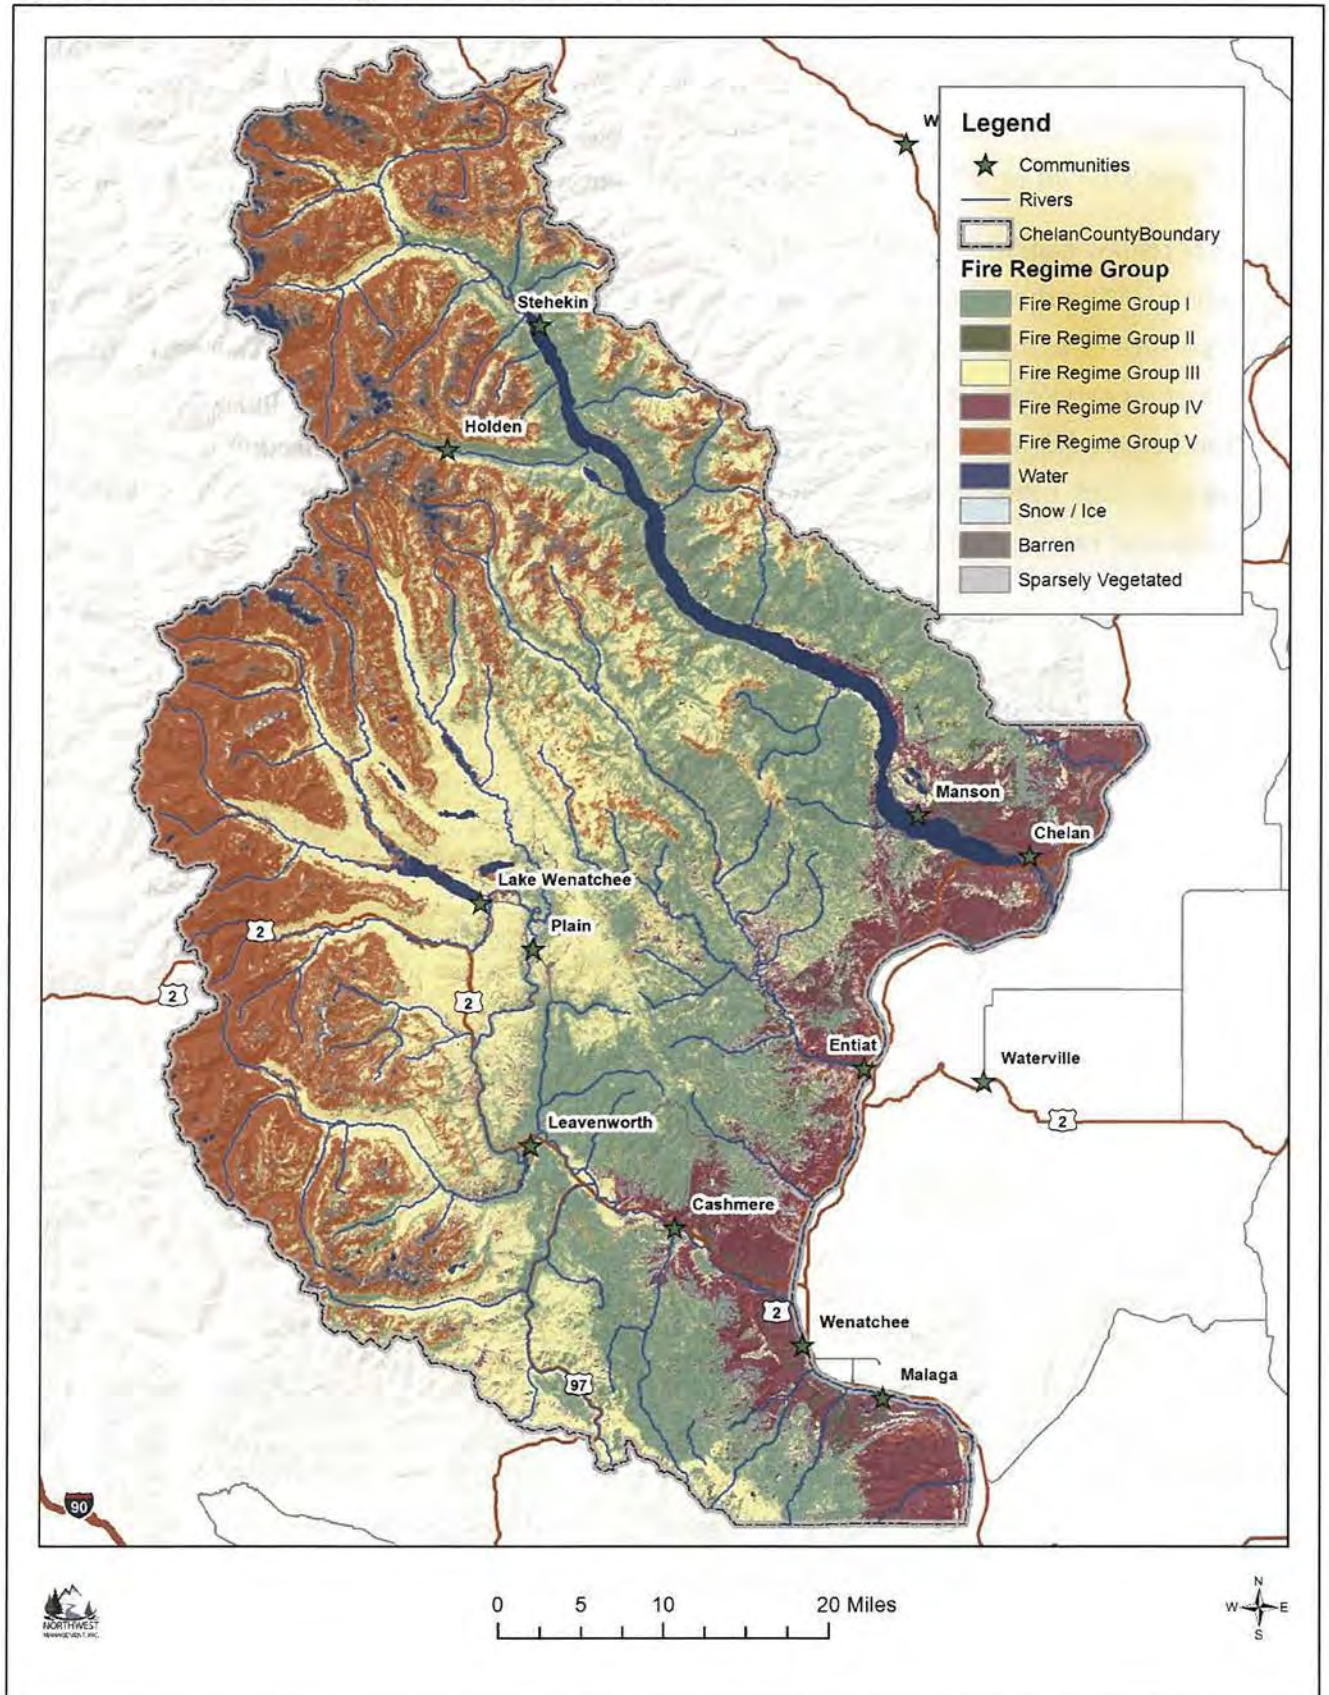 W
Legend
Communities
Rivers
ChelanCountyBoundary
Fire Regime Group
Fire Regime Group I
Fire Regime Group II
Fire Regime Group III
Fire Regime Group IV
Fire Regime Group V
Water
Snow / Ice
Barren
Sparsely Vegetated
Stehekin
Holden
Manson
Chelan
Lake Wenatchee
Plain
2
2
2
Entiat
Waterville
2
Leavenworth
Cashmere
2
Wenatchee
Malaga
97
90
NORTHWEST
MANAGEMENT, INC.
0 5 10 20 Miles
N
W E
S